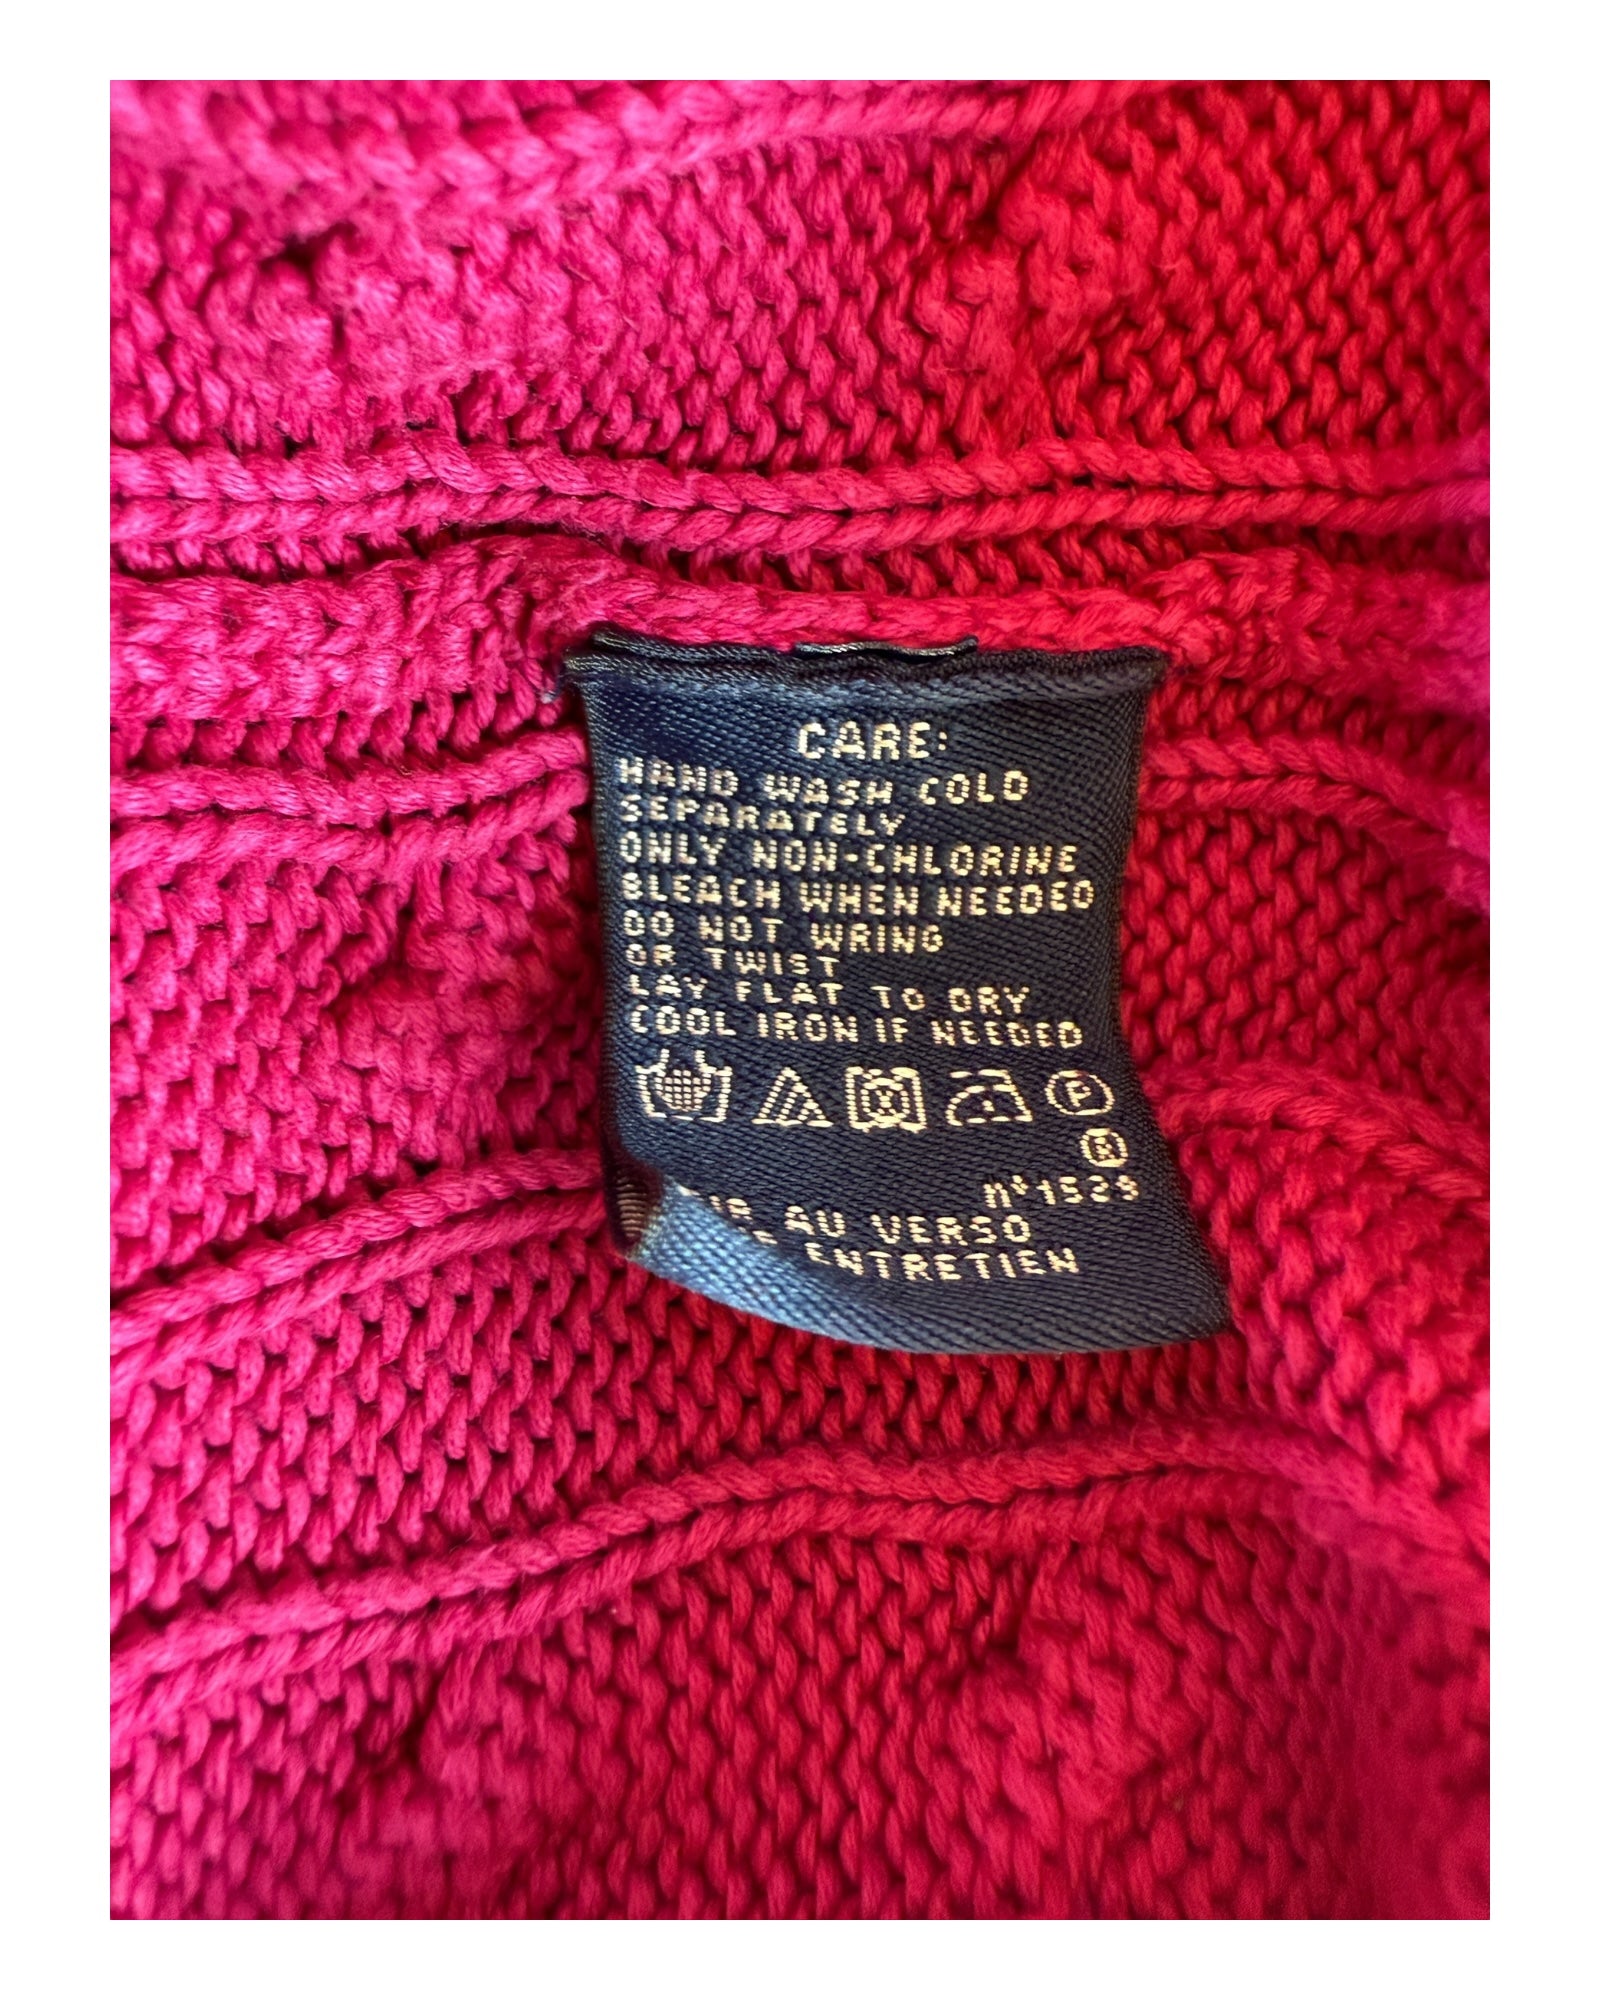 CARE:
HAND WASH COLD
SEPARATELY
ONLY NON-CHLORINE
BLEACH WHEN NEEDED
DO NOT WRING
OR TWIST
LAY FLAT TO DRY
COOL IRON IF NEEDED
P
R
n°1529
AU VERSO
ENTRETIEN